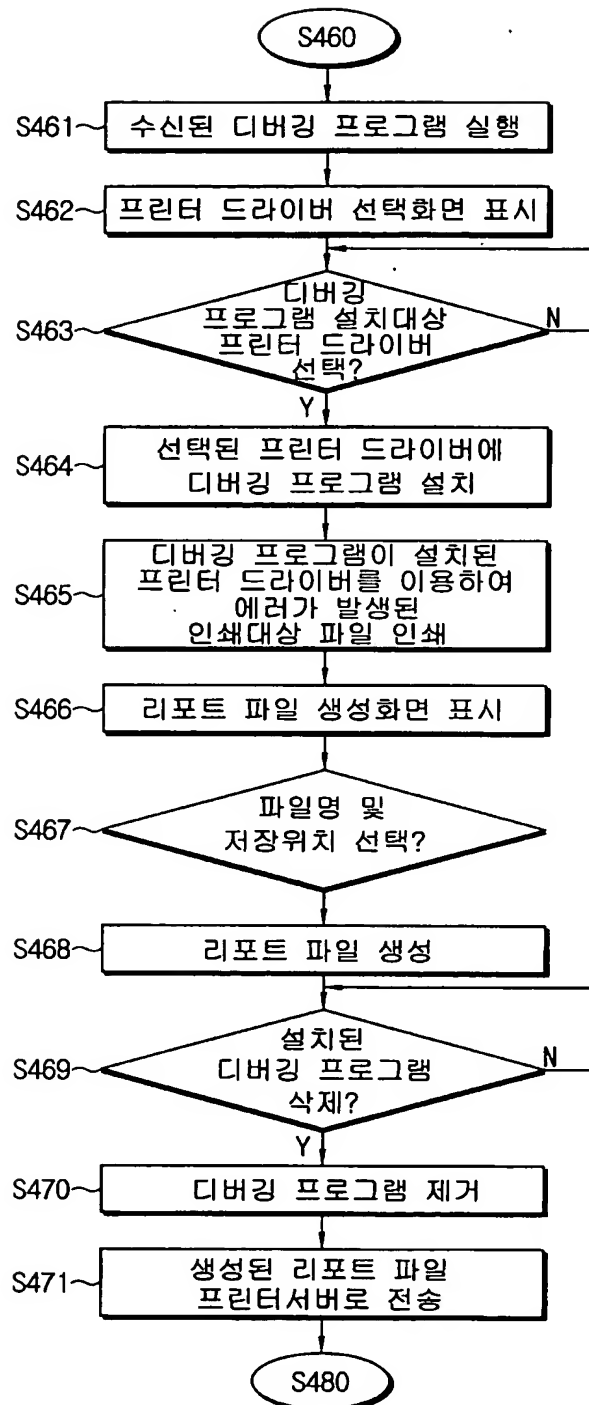 S460
S461 수신된 디버깅 프로그램 실행
S462 프린터 드라이버 선택화면 표시
S463
디버깅
프로그램 설치대상
프린터 드라이버
선택?
N
Y
S464
선택된 프린터 드라이버에
디버깅 프로그램 설치
S465
디버깅 프로그램이 설치된
프린터 드라이버를 이용하여
에러가 발생된
인쇄대상 파일 인쇄
S466 리포트 파일 생성화면 표시
S467
파일명 및
저장위치 선택?
S468 리포트 파일 생성
S469
설치된
디버깅 프로그램
삭제?
N
Y
S470 디버깅 프로그램 제거
S471
생성된 리포트 파일
프린터서버로 전송
S480